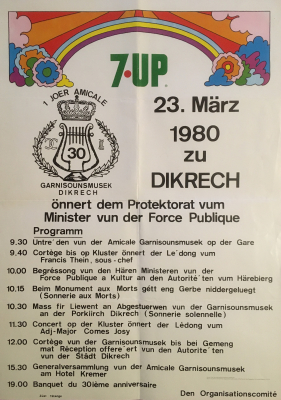 7·UP
1 JOER AMICALE
30
GARNISOUNSMUSEK
DIKRECH
23. März
1980
zu
DIKRECH
önnert dem Protektorat vum
Minister vun der Force Publique
Programm
9.30 Untre'den vun der Amicale Garnisounsmusek op der Gare
9.40 Cortège bis op Kluster önnert der Le'dong vum
Francis Thein, sous-chef
10.00 Begréssong vun den Hären Ministeren vun der
Force Publique a Kultur an den Autorite'ten vum Härebierg
10.15 Beim Monument aux Morts gëtt eng Gerbe niddergeluegt
(Sonnerie aux Morts)
10.30 Mass fir Liewent an Abgestuerwen vun der Garnisounsmusek
an der Porkiirch Dikrech (Sonnerie solennelle)
11.30 Concert op der Kluster önnert der Lédong vum
Adj-Major Comes Josy
12.00 Cortège vun der Garnisounsmusek bis bei Gemeng
mat Réception offere'ert vun den Autorite'ten
vun der Städt Dikrech
15.30 Generalversammlung vun der Amicale Garnisounsmusek
am Hotel Kremer
19.00 Banquet du 30ième anniversaire
Den Organisationscomité